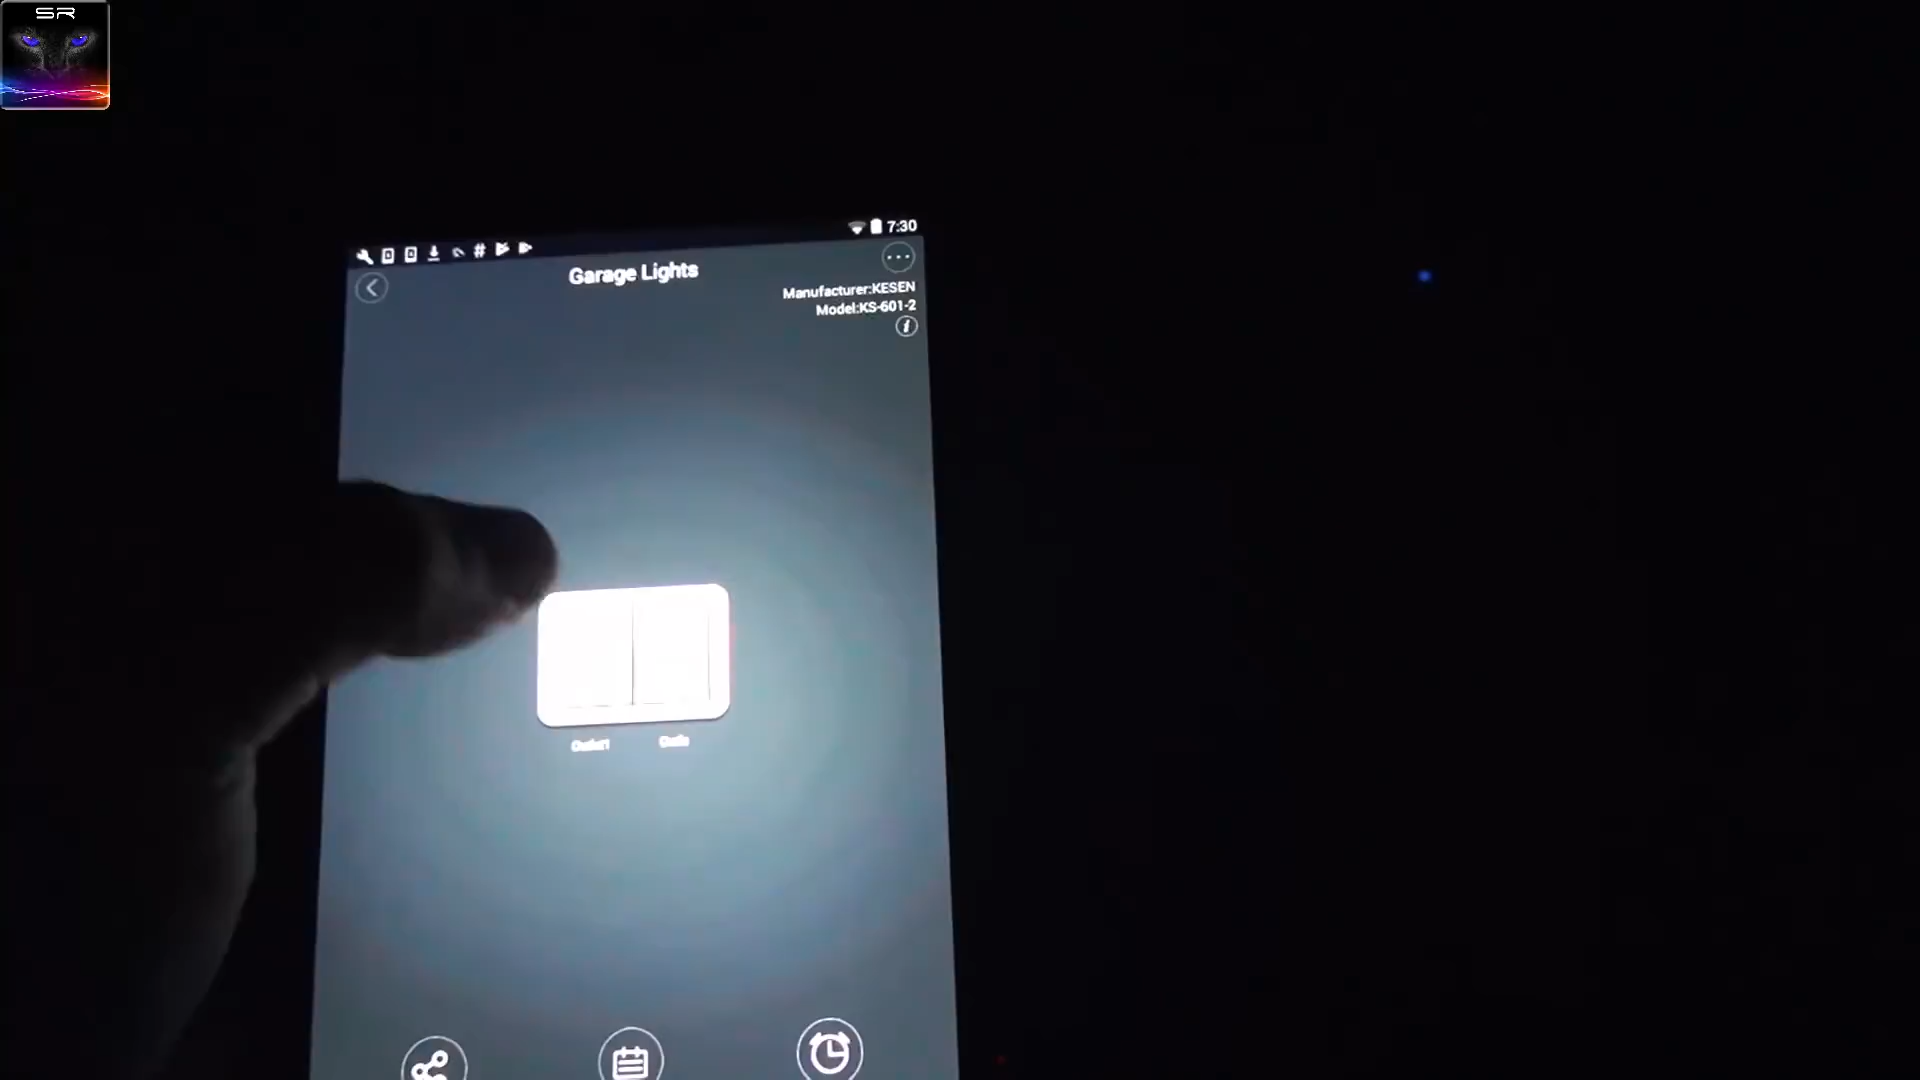 SR
7:30
Garage Lights
Manufacturer:KESEN
Model:KS-601-2